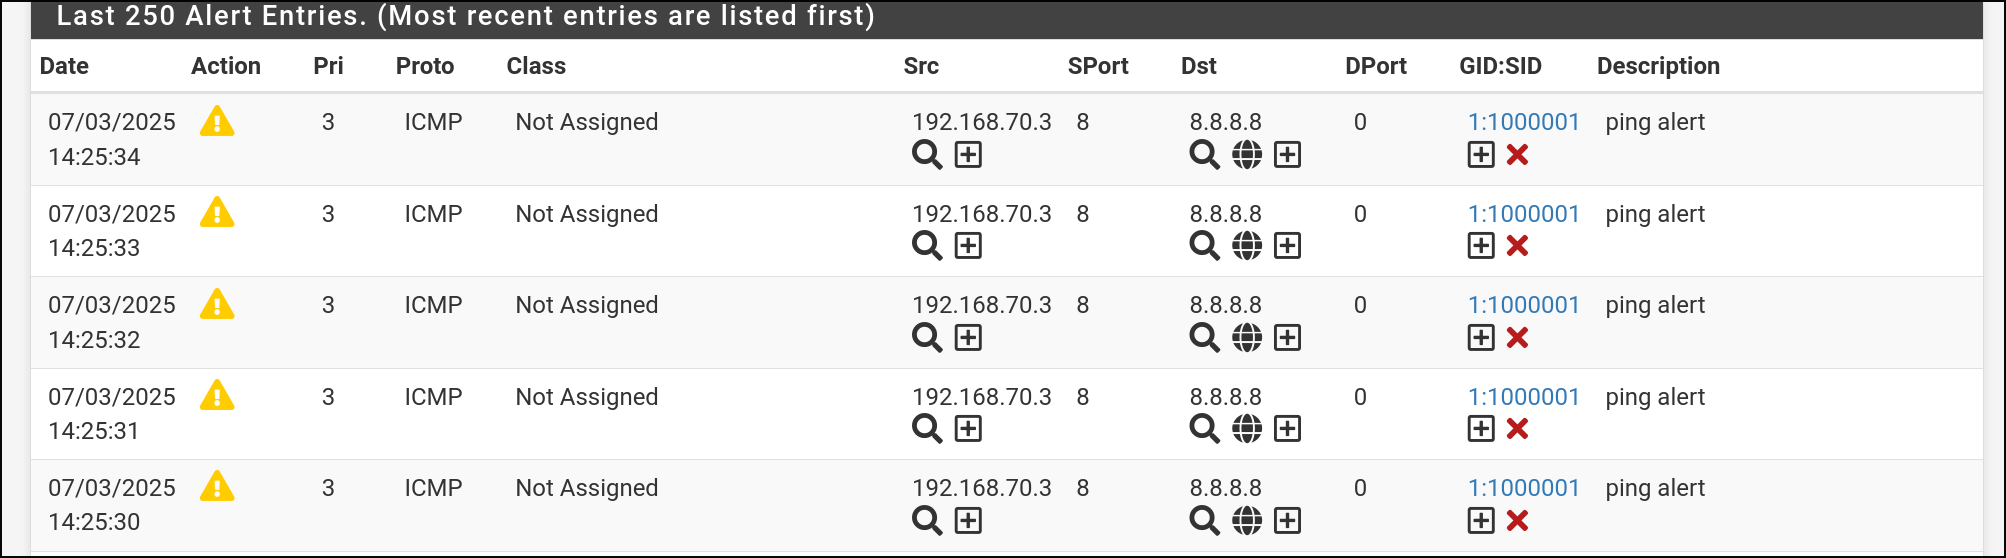 Last 250 Alert Entries. (Most recent entries are listed first)
Date Action Pri Proto Class Src SPort Dst DPort GID:SID Description
07/03/2025 3 ICMP Not Assigned 192.168.70.3 8 8.8.8.8 0 1:1000001 ping alert
14:25:34
07/03/2025 3 ICMP Not Assigned 192.168.70.3 8 8.8.8.8 0 1:1000001 ping alert
14:25:33
07/03/2025 3 ICMP Not Assigned 192.168.70.3 8 8.8.8.8 0 1:1000001 ping alert
14:25:32
07/03/2025 3 ICMP Not Assigned 192.168.70.3 8 8.8.8.8 0 1:1000001 ping alert
14:25:31
07/03/2025 3 ICMP Not Assigned 192.168.70.3 8 8.8.8.8 0 1:1000001 ping alert
14:25:30